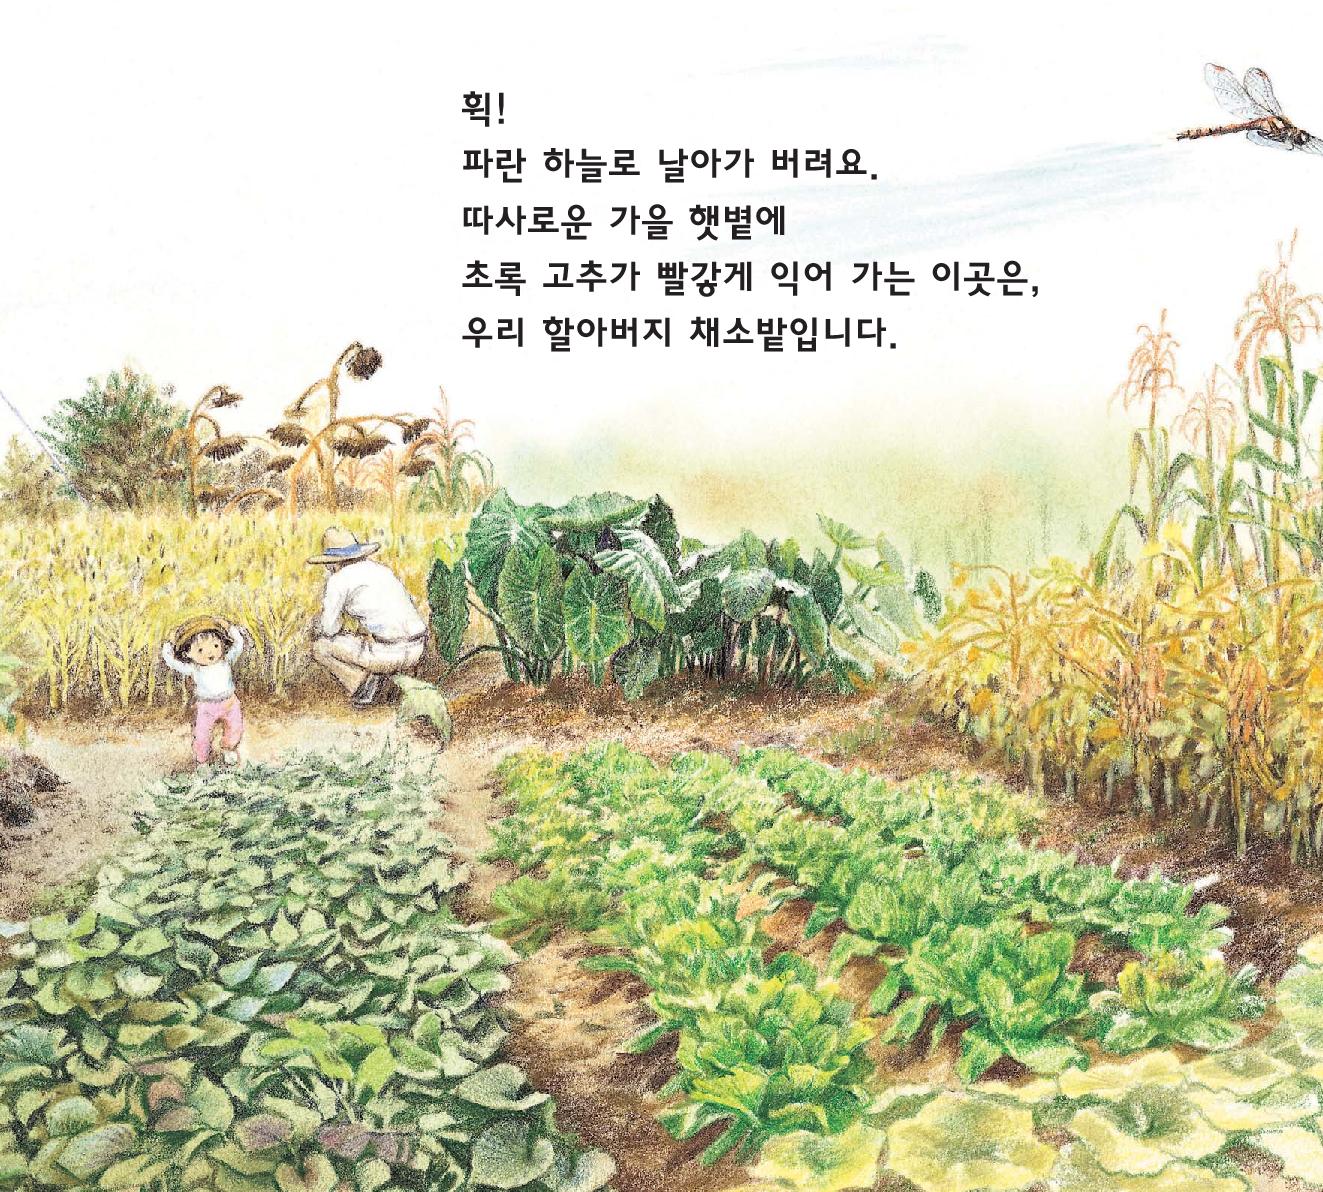 휙!
파란 하늘로 날아가 버려요.
따사로운 가을 햇볕에
초록 고추가 빨갛게 익어 가는 이곳은,
우리 할아버지 채소밭입니다.